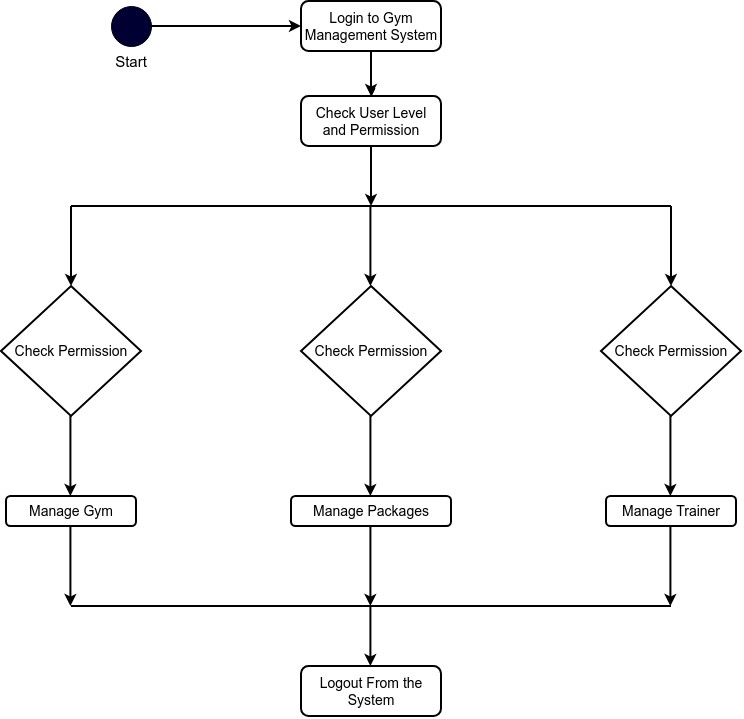 Login to Gym
Management System
Start
Check User Level
and Permission
Check Permission
Check Permission
Check Permission
Manage Gym
Manage Packages
Manage Trainer
Logout From the
System